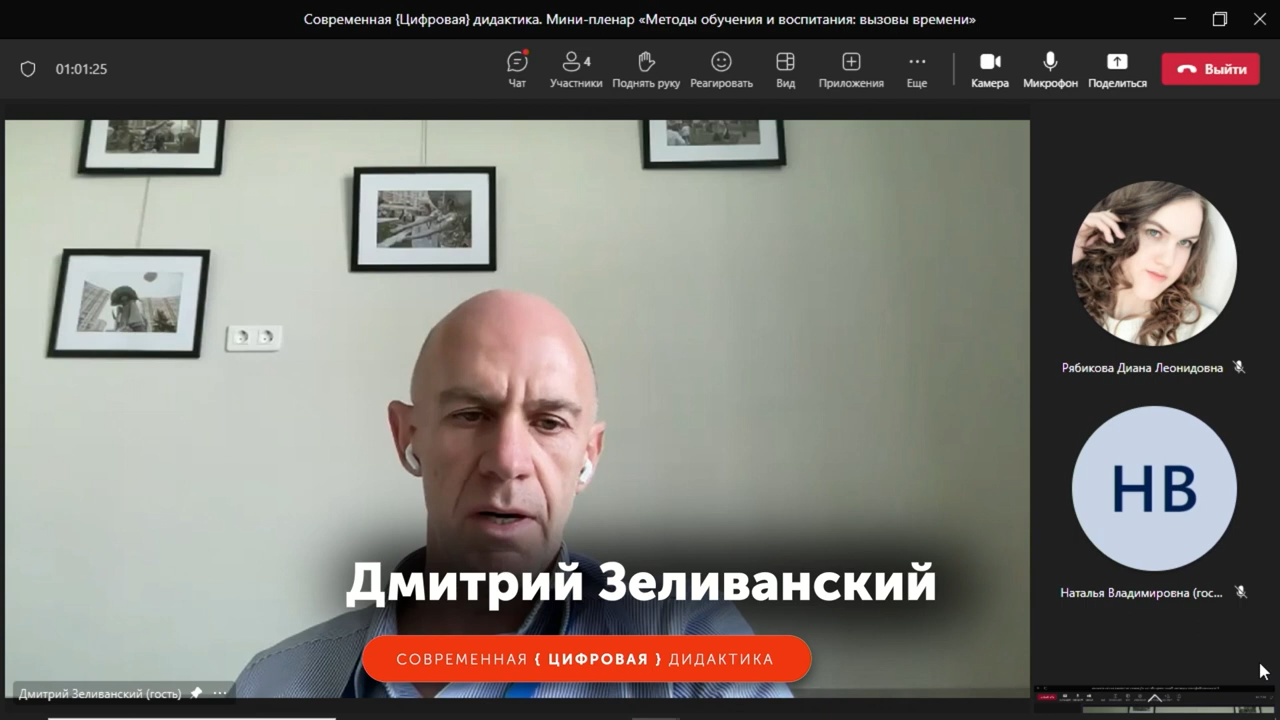 Современная {Цифровая} дидактика. Мини-пленар «Методы обучения и воспитания: вызовы времени»
01:01:25
Чат
4
Участники
Поднять руку
Реагировать
Вид
Приложения
Еще
Камера
Микрофон
Поделиться
Выйти
Рябикова Диана Леонидовна
НВ
Наталья Владимировна (гос...
Дмитрий Зеливанский
СОВРЕМЕННАЯ { ЦИФРОВАЯ } ДИДАКТИКА
Дмитрий Зеливанский (гость)